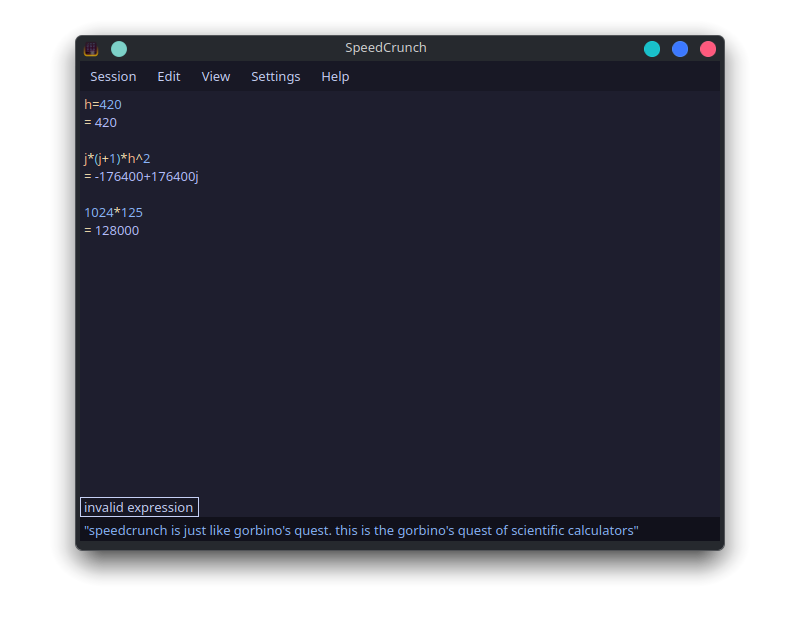 SpeedCrunch
Session Edit View Settings Help
h=420
= 420
j*(j+1)*h^2
= -176400+176400j
1024*125
= 128000
invalid expression
"speedcrunch is just like gorbino's quest. this is the gorbino's quest of scientific calculators"